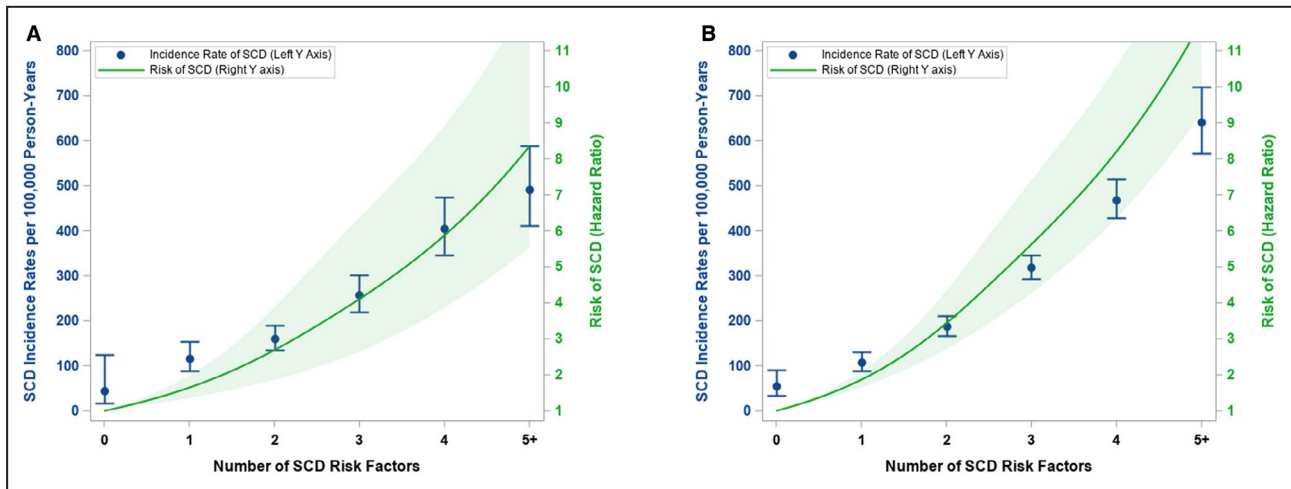 A
Incidence Rate of SCD (Left Y Axis)
Risk of SCD (Right Y axis)
SCD Incidence Rates per 100,000 Person-Years
800
700
600
500
400
300
200
100
0
11
10
9
8
7
6
5
4
3
2
1
Risk of SCD (Hazard Ratio)
0 1 2 3 4 5+
Number of SCD Risk Factors
B
Incidence Rate of SCD (Left Y Axis)
Risk of SCD (Right Y axis)
SCD Incidence Rates per 100,000 Person-Years
800
700
600
500
400
300
200
100
0
11
10
9
8
7
6
5
4
3
2
1
Risk of SCD (Hazard Ratio)
0 1 2 3 4 5+
Number of SCD Risk Factors